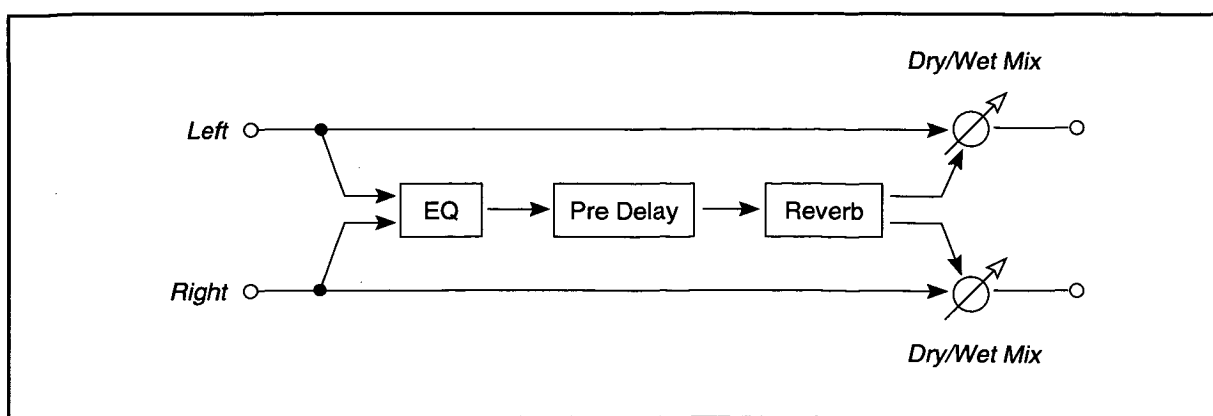 Dry/Wet Mix
Left
EQ
Pre Delay
Reverb
Right
Dry/Wet Mix